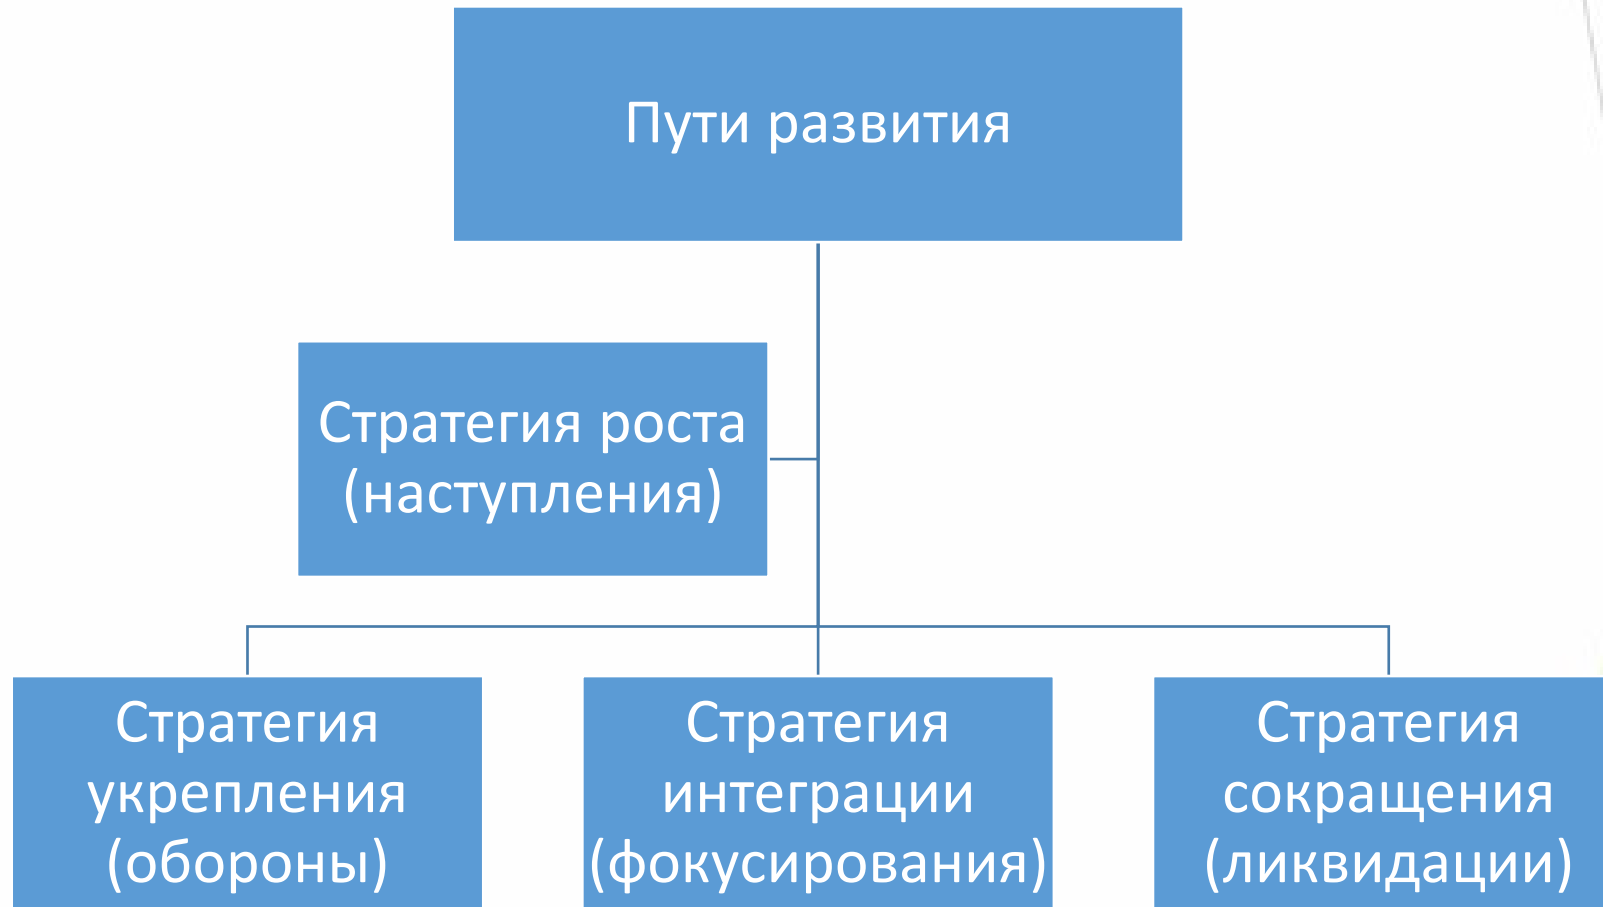 Пути развития
Стратегия роста
(наступления)
Стратегия
укрепления
(обороны)
Стратегия
интеграции
(фокусирования)
Стратегия
сокращения
(ликвидации)